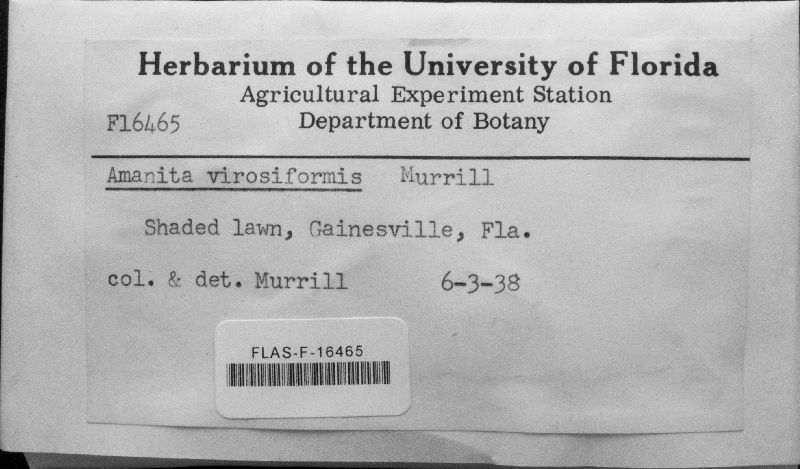 Herbarium of the University of Florida
Agricultural Experiment Station
F16465 Department of Botany
Amanita virosiformis Murrill
Shaded lawn, Gainesville, Fla.
col. & det. Murrill 6-3-38
FLAS-F-16465